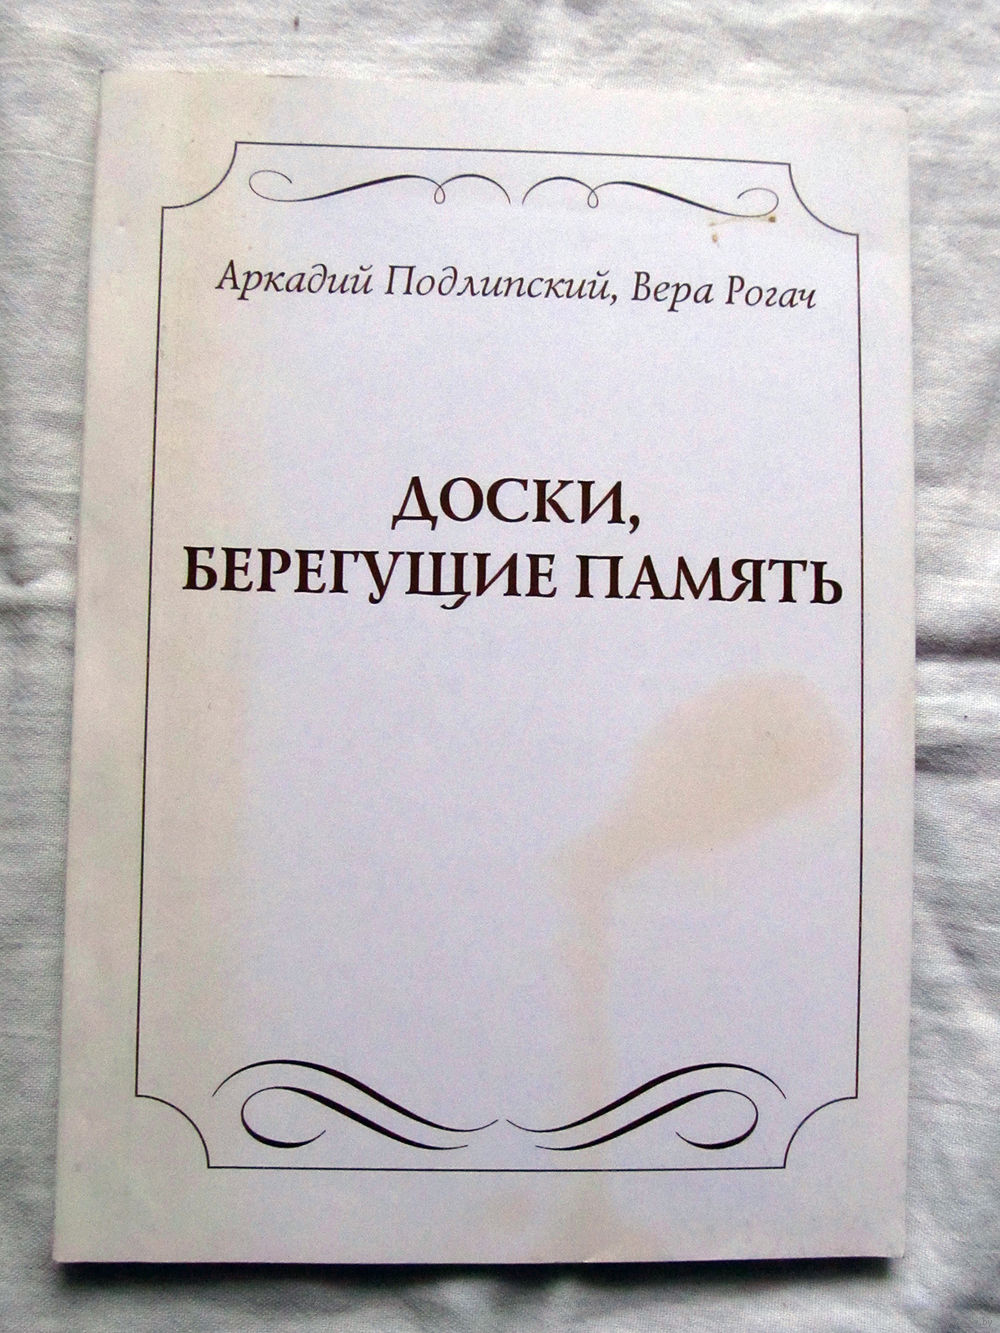 Аркадий Подлипский, Вера Рогач
ДОСКИ,
БЕРЕГУЩИЕ ПАМЯТЬ